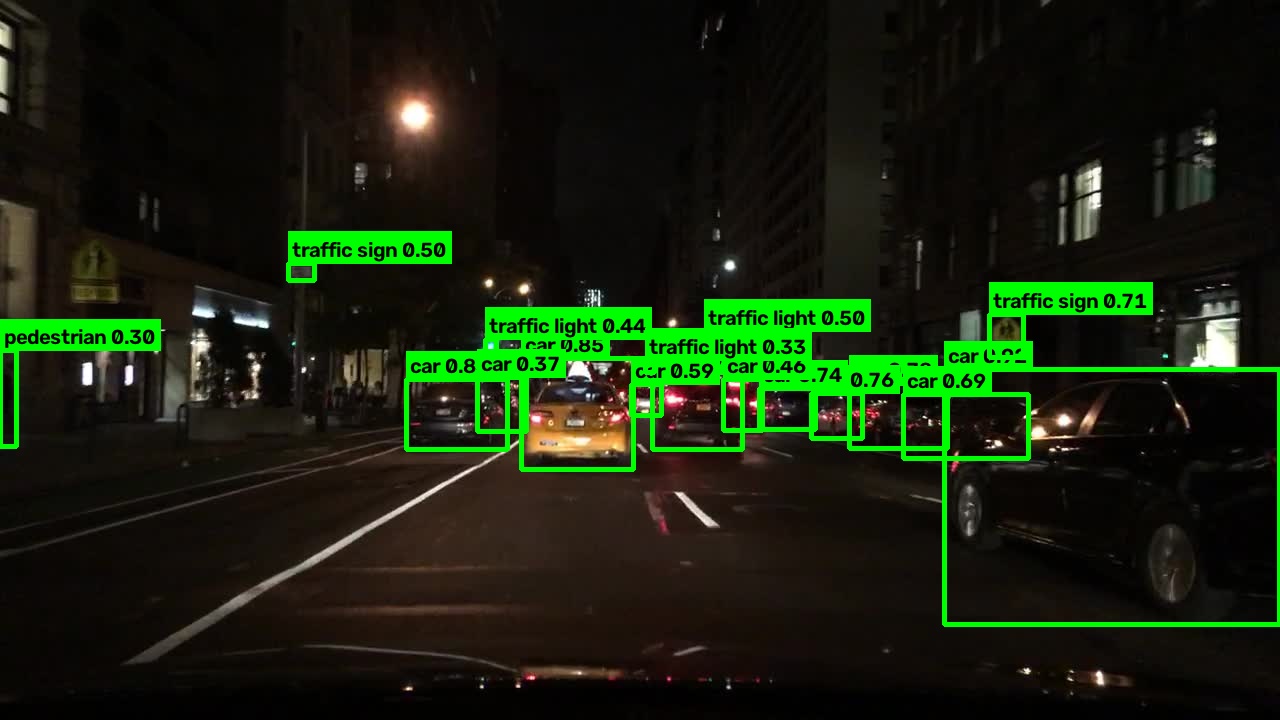 traffic sign 0.50
traffic sign 0.71
traffic light 0.50
traffic light 0.44
pedestrian 0.30
car 0.85
traffic light 0.33
car 0.8
car 0.37
car 0.59
car 0.46
.74
0.76
car 0.69